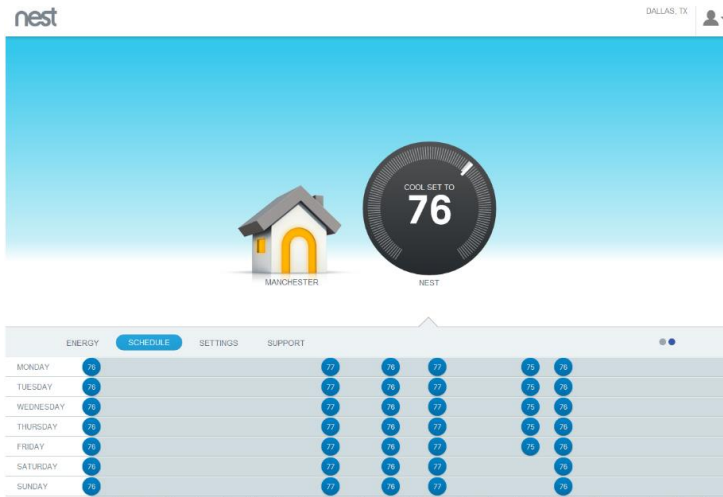 nest
DALLAS, TX
COOL SET TO
76
MANCHESTER
NEST
ENERGY SCHEDULE SETTINGS SUPPORT
MONDAY 76 77 76 77 75 76
TUESDAY 76 77 76 77 75 76
WEDNESDAY 76 77 76 77 75 76
THURSDAY 76 77 76 77 75 76
FRIDAY 76 77 76 77 75 76
SATURDAY 76 77 76 77 76
SUNDAY 76 77 76 77 76